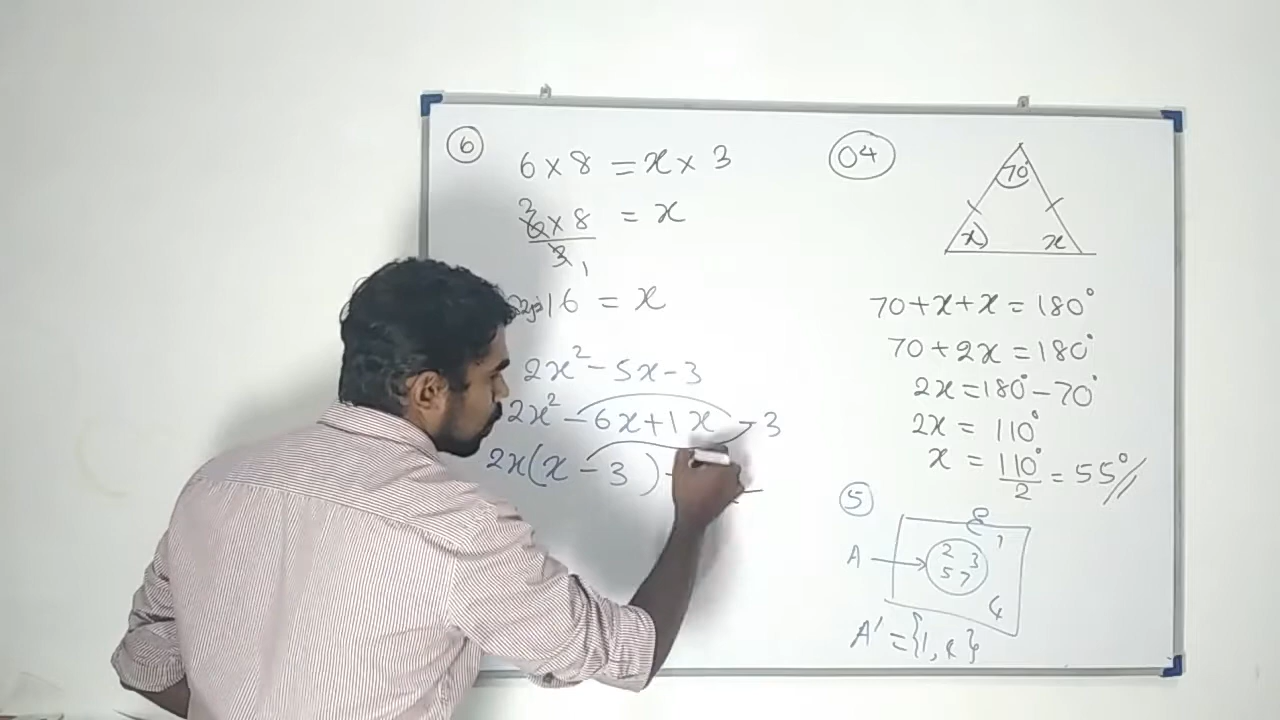 6
6 × 8 = x × 3
2
6 × 8 = x
3 1
16 = x
2x² - 5x - 3
2x² - 6x + 1x - 3
2x(x - 3)
04
70°
x x
70 + x + x = 180°
70 + 2x = 180°
2x = 180° - 70°
2x = 110°
x = 110°/2 = 55°//
5
ε
A
2 3 1
5 7
4
A' = {1, 4}